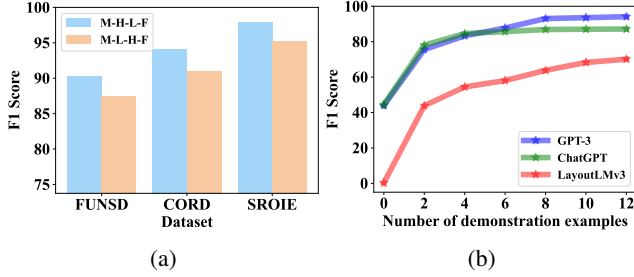 100
95
90
85
80
75
F1 Score
M-H-L-F
M-L-H-F
FUNSD CORD SROIE
Dataset
(a)
100
80
60
40
20
0
F1 Score
GPT-3
ChatGPT
LayoutLMv3
0 2 4 6 8 10 12
Number of demonstration examples
(b)